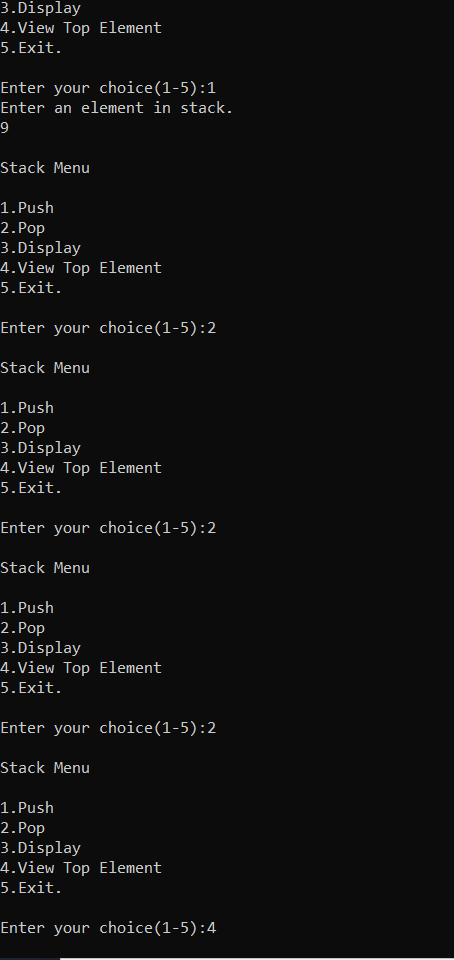 3.Display
4.View Top Element
5.Exit.
Enter your choice(1-5):1
Enter an element in stack.
9
Stack Menu
1.Push
2.Pop
3.Display
4.View Top Element
5.Exit.
Enter your choice(1-5):2
Stack Menu
1.Push
2.Pop
3.Display
4.View Top Element
5.Exit.
Enter your choice(1-5):2
Stack Menu
1.Push
2.Pop
3.Display
4.View Top Element
5.Exit.
Enter your choice(1-5):2
Stack Menu
1.Push
2.Pop
3.Display
4.View Top Element
5.Exit.
Enter your choice(1-5):4